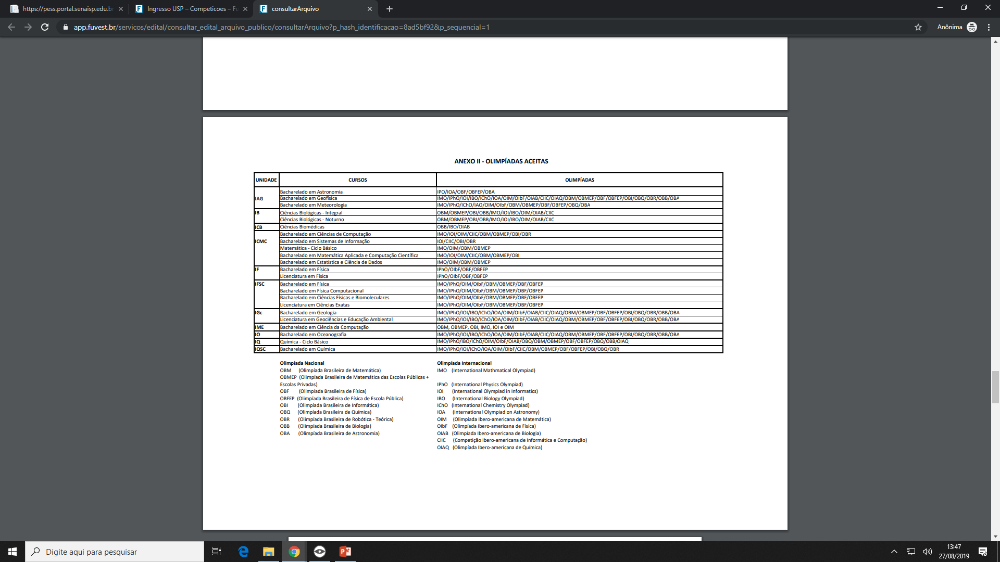 https://pess.portal.senaisp.edu.b
Ingresso USP – Competicoes – Fu
consultarArquivo
app.fuvest.br/servicos/edital/consultar_edital_arquivo_publico/consultarArquivo?p_hash_identificacao=8ad5bf92&p_sequencial=1
Anônima
ANEXO II - OLIMPÍADAS ACEITAS
UNIDADE CURSOS OLIMPÍADAS
Bacharelado em Astronomia IPO/IOA/OBF/OBFEP/OBA
IAG Bacharelado em Geofísica IMO/IPhO/IOI/IBO/IChO/IOA/OIM/OIbF/OIAB/CIIC/OIAQ/OBM/OBMEP/OBF/OBFEP/OBI/OBQ/OBR/OBB/OBA
Bacharelado em Meteorologia IMO/IPhO/IChO/IAO/OIM/OIbF/OBM/OBMEP/OBF/OBFEP/OBQ/OBA
IB Ciências Biológicas - Integral OBM/OBMEP/OBI/OBB/IMO/IOI/IBO/OIM/OIAB/CIIC
Ciências Biológicas - Noturno OBM/OBMEP/OBI/OBB/IMO/IOI/IBO/OIM/OIAB/CIIC
ICB Ciências Biomédicas OBB/IBO/OIAB
Bacharelado em Ciências de Computação IMO/IOI/OIM/CIIC/OBM/OBMEP/OBI/OBR
ICMC Bacharelado em Sistemas de Informação IOI/CIIC/OBI/OBR
Matemática - Ciclo Básico IMO/OIM/OBM/OBMEP
Bacharelado em Matemática Aplicada e Computação Científica IMO/IOI/OIM/CIIC/OBM/OBMEP/OBI
Bacharelado em Estatística e Ciência de Dados IMO/OIM/OBM/OBMEP
IF Bacharelado em Física IPhO/OIbF/OBF/OBFEP
Licenciatura em Física IPhO/OIbF/OBF/OBFEP
IFSC Bacharelado em Física IMO/IPhO/OIM/OIbF/OBM/OBMEP/OBF/OBFEP
Bacharelado em Física Computacional IMO/IPhO/OIM/OIbF/OBM/OBMEP/OBF/OBFEP
Bacharelado em Ciências Físicas e Biomoleculares IMO/IPhO/OIM/OIbF/OBM/OBMEP/OBF/OBFEP
Licenciatura em Ciências Exatas IMO/IPhO/OIM/OIbF/OBM/OBMEP/OBF/OBFEP
IGc Bacharelado em Geologia IMO/IPhO/IOI/IBO/IChO/IOA/OIM/OIbF/OIAB/CIIC/OIAQ/OBM/OBMEP/OBF/OBFEP/OBI/OBQ/OBR/OBB/OBA
Licenciatura em Geociências e Educação Ambiental IMO/IPhO/IOI/IBO/IChO/IOA/OIM/OIbF/OIAB/CIIC/OIAQ/OBM/OBMEP/OBF/OBFEP/OBI/OBQ/OBR/OBB/OBA
IME Bacharelado em Ciência da Computação OBM, OBMEP, OBI, IMO, IOI e OIM
IO Bacharelado em Oceanografia IMO/IPhO/IOI/IBO/IChO/IOA/OIM/OIbF/OIAB/CIIC/OIAQ/OBM/OBMEP/OBF/OBFEP/OBI/OBQ/OBR/OBB/OBA
IQ Química - Ciclo Básico IMO/IPhO/IBO/IChO/OIM/OIbF/OIAB/OBQ/OBM/OBMEP/OBF/OBFEP/OBQ/OBB/OIAQ
IQSC Bacharelado em Química IMO/IPhO/IOI/IChO/IOA/OIM/OIbF/CIIC/OBM/OBMEP/OBF/OBFEP/OBI/OBQ/OBR
Olimpíada Nacional Olimpíada Internacional
OBM (Olimpíada Brasileira de Matemática) IMO (International Mathmatical Olympiad)
OBMEP (Olimpíada Brasileira de Matemática das Escolas Públicas +
Escolas Privadas) IPhO (International Physics Olympiad)
OBF (Olimpíada Brasileira de Física) IOI (International Olympiad in Informatics)
OBFEP (Olimpíada Brasileira de Física de Escola Pública) IBO (International Biology Olympiad)
OBI (Olimpíada Brasileira de Informática) IChO (International Chemistry Olympiad)
OBQ (Olimpíada Brasileira de Química) IOA (International Olympiad on Astronomy)
OBR (Olimpíada Brasileira de Robótica - Teórica) OIM (Olimpíada Ibero-americana de Matemática)
OBB (Olimpíada Brasileira de Biologia) OIbF (Olimpíada Ibero-americana de Física)
OBA (Olimpíada Brasileira de Astronomia) OIAB (Olimpíada Ibero-americana de Biologia)
CIIC (Competição Ibero-americana de Informática e Computação)
OIAQ (Olimpíada Ibero-americana de Química)
Digite aqui para pesquisar
13:47
27/08/2019